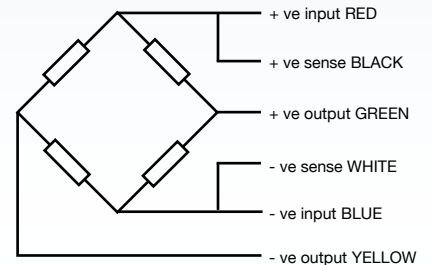 + ve input RED
+ ve sense BLACK
+ ve output GREEN
- ve sense WHITE
- ve input BLUE
- ve output YELLOW